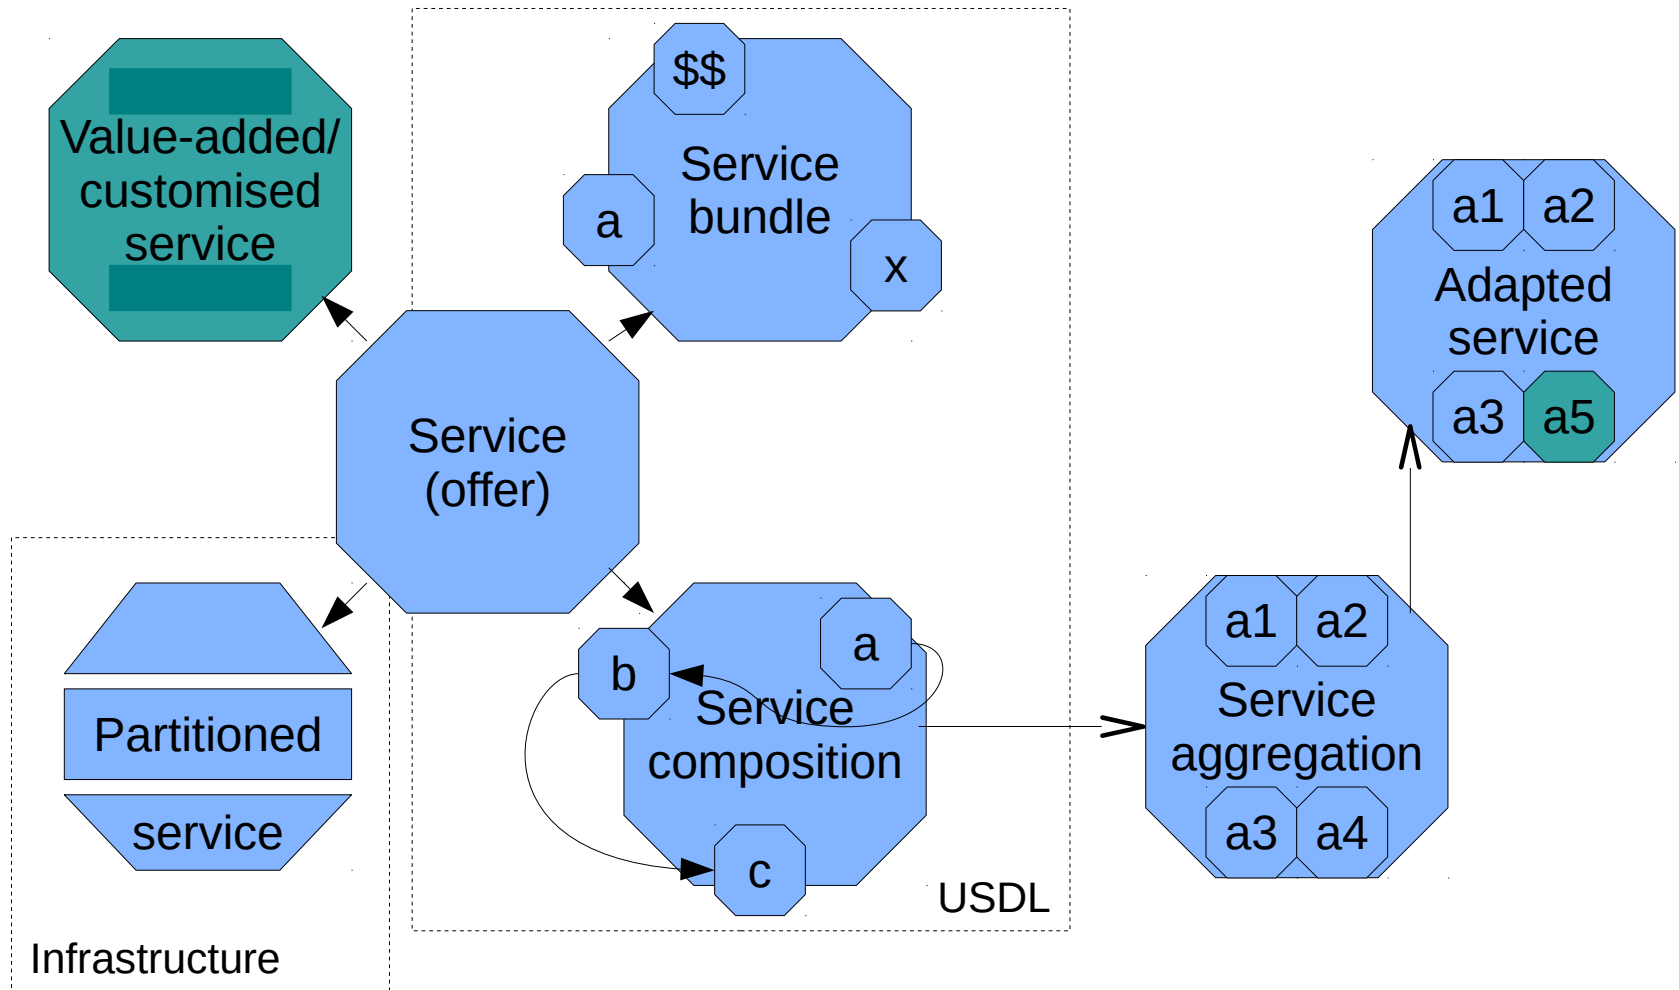 Value-added/
customised
service
$$
Service
bundle
a
x
Service
(offer)
Partitioned
service
Infrastructure
a
b
Service
composition
c
USDL
a1
a2
Service
aggregation
a3
a4
a1
a2
Adapted
service
a3
a5